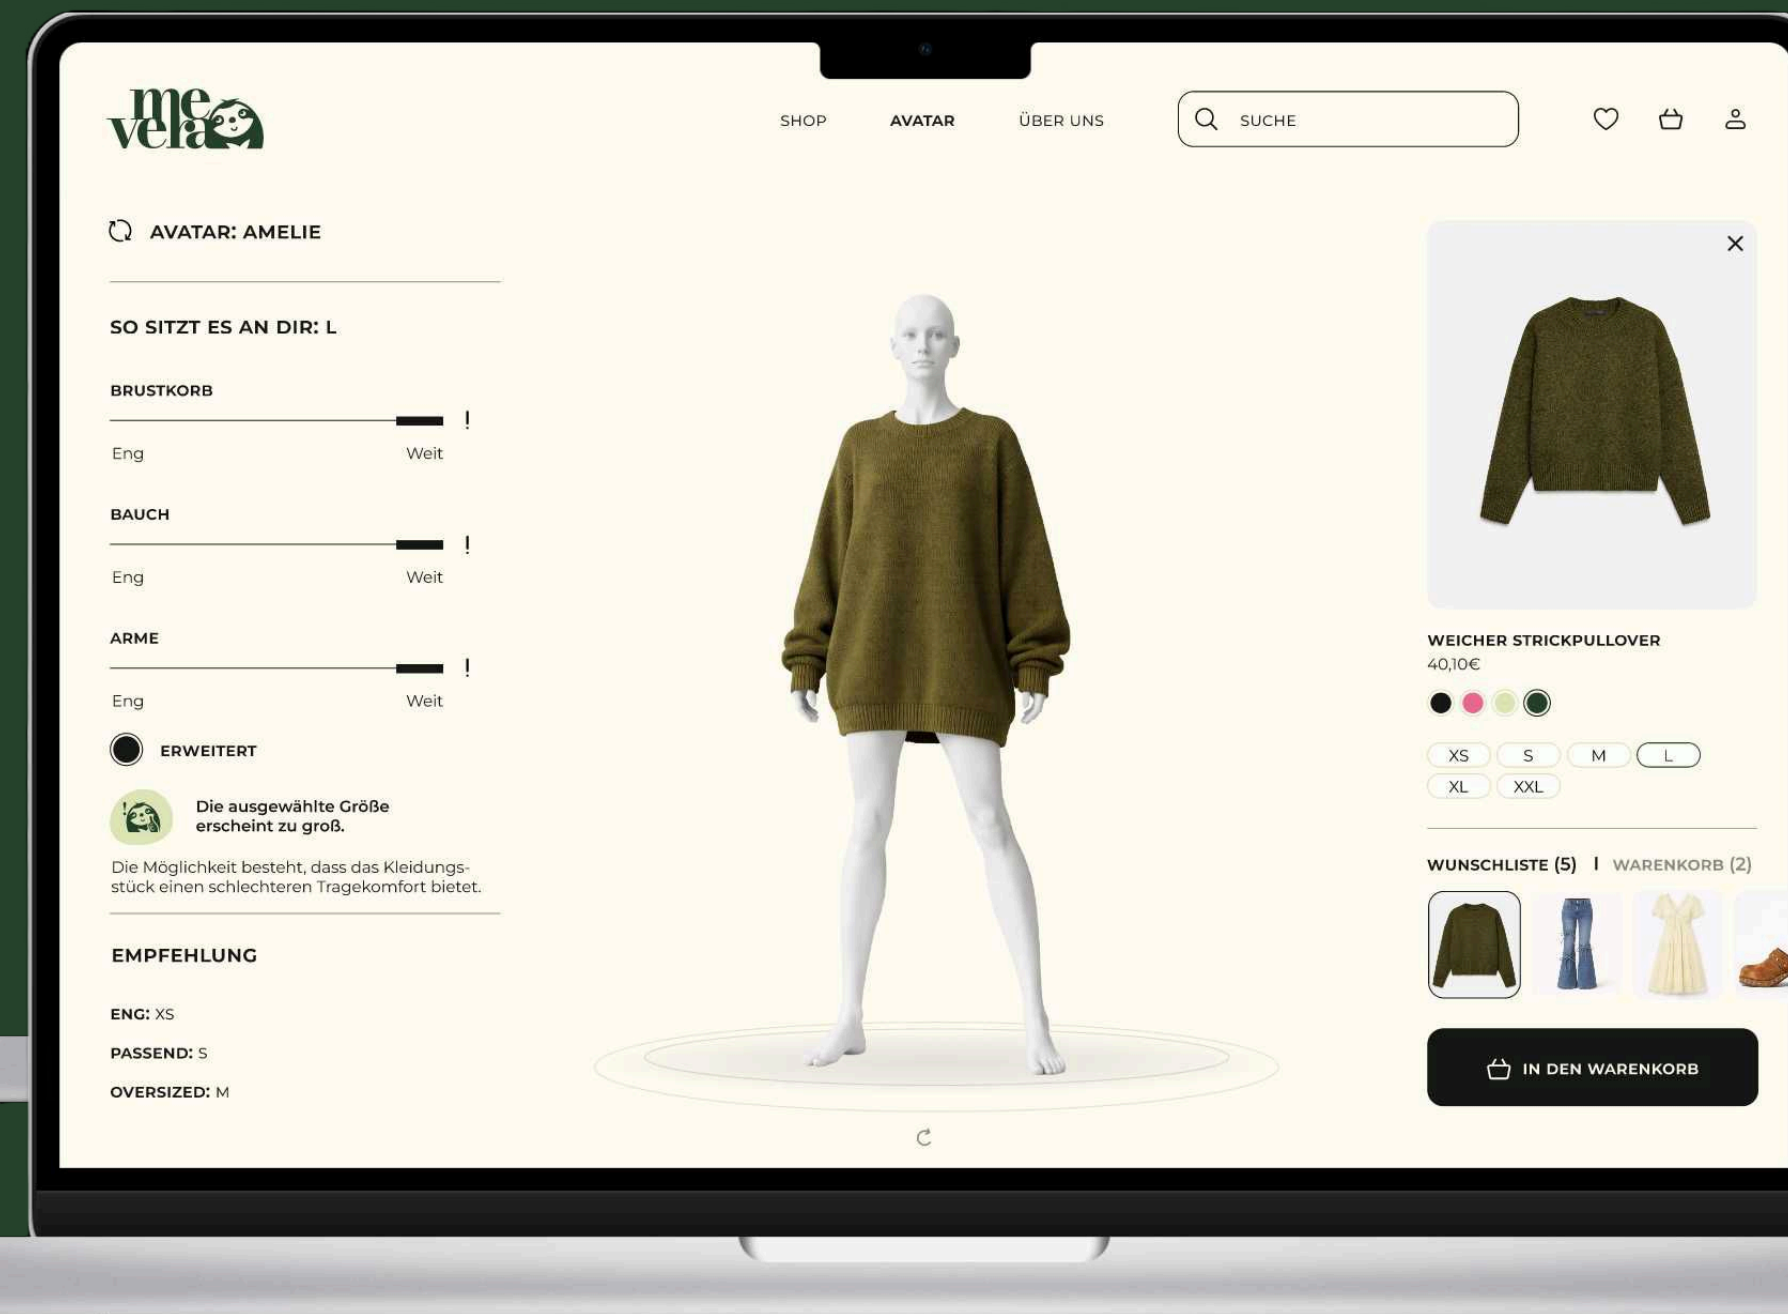 me
vera
SHOP
AVATAR
ÜBER UNS
SUCHE
AVATAR: AMELIE
SO SITZT ES AN DIR: L
BRUSTKORB
!
Eng
Weit
BAUCH
!
Eng
Weit
ARME
!
Eng
Weit
ERWEITERT
!
Die ausgewählte Größe
erscheint zu groß.
Die Möglichkeit besteht, dass das Kleidungs-
stück einen schlechteren Tragekomfort bietet.
EMPFEHLUNG
ENG: XS
PASSEND: S
OVERSIZED: M
WEICHER STRICKPULLOVER
40,10€
XS S M L
XL XXL
WUNSCHLISTE (5) | WARENKORB (2)
IN DEN WARENKORB